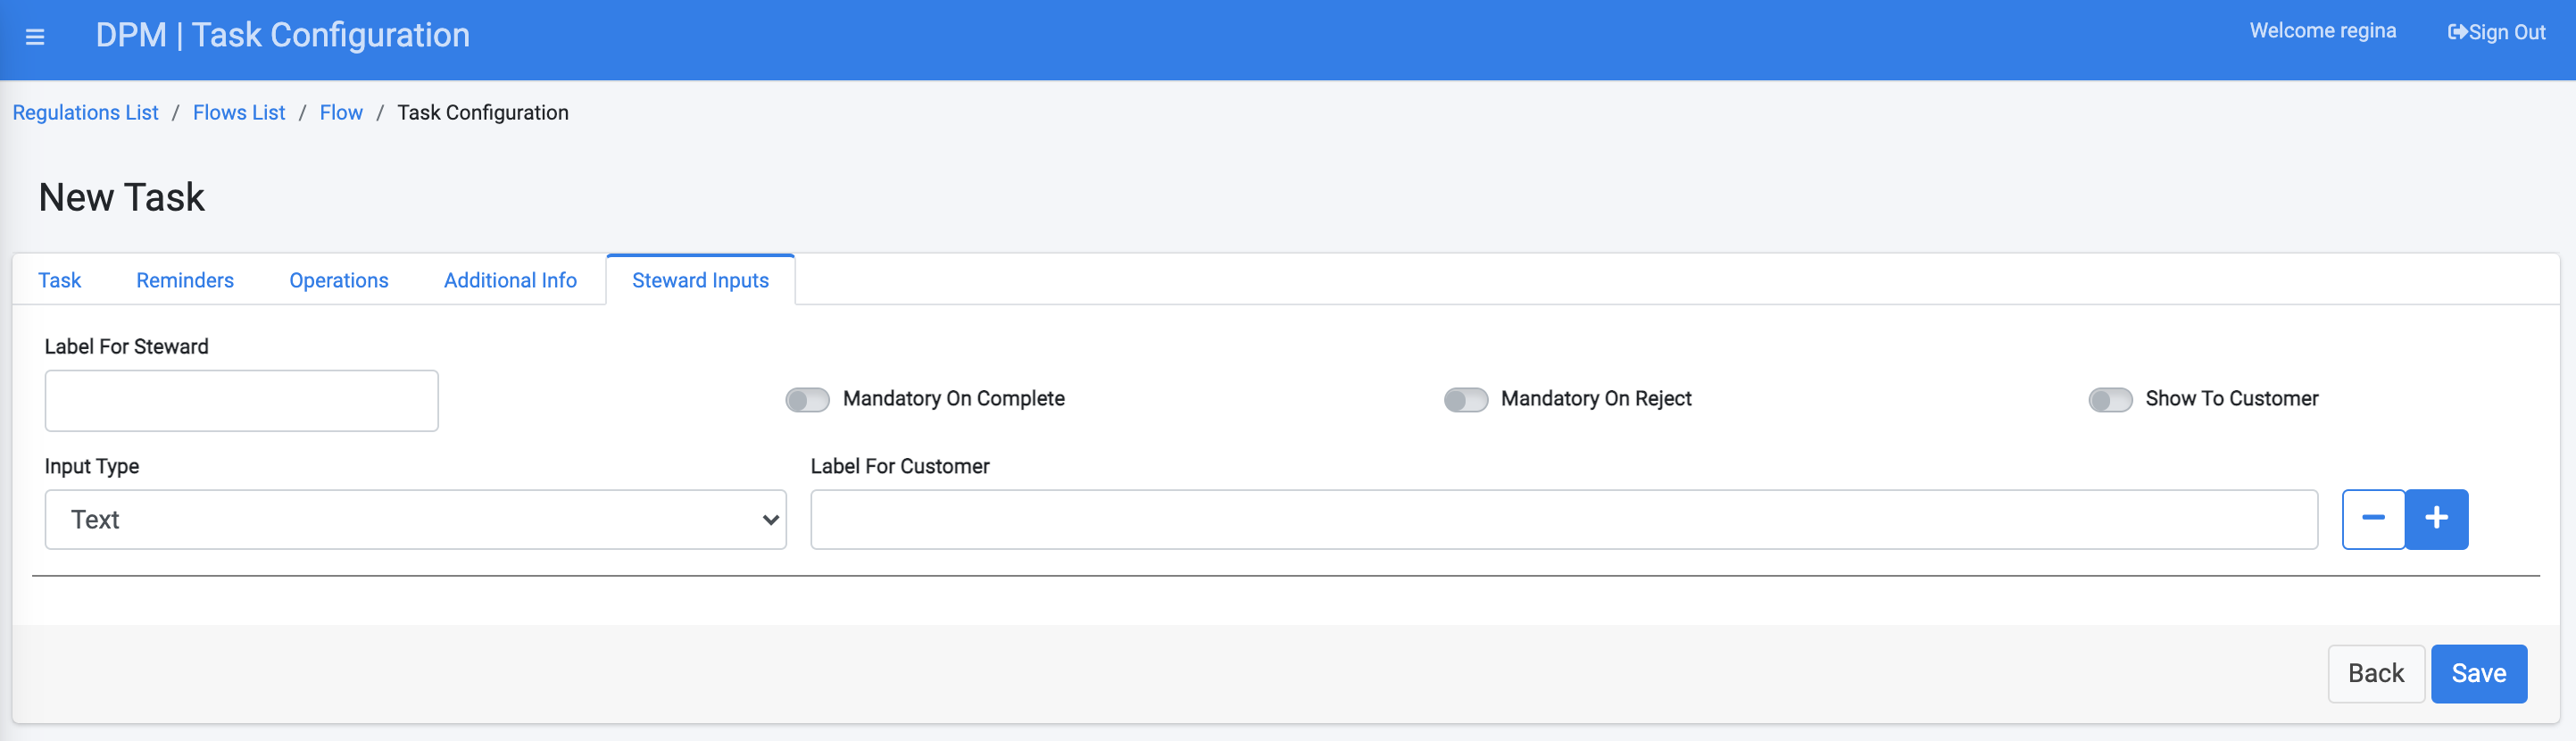 DPM | Task Configuration
Welcome regina
Sign Out
Regulations List / Flows List / Flow / Task Configuration
New Task
Task
Reminders
Operations
Additional Info
Steward Inputs
Label For Steward
Mandatory On Complete
Mandatory On Reject
Show To Customer
Input Type
Label For Customer
Text
Back
Save